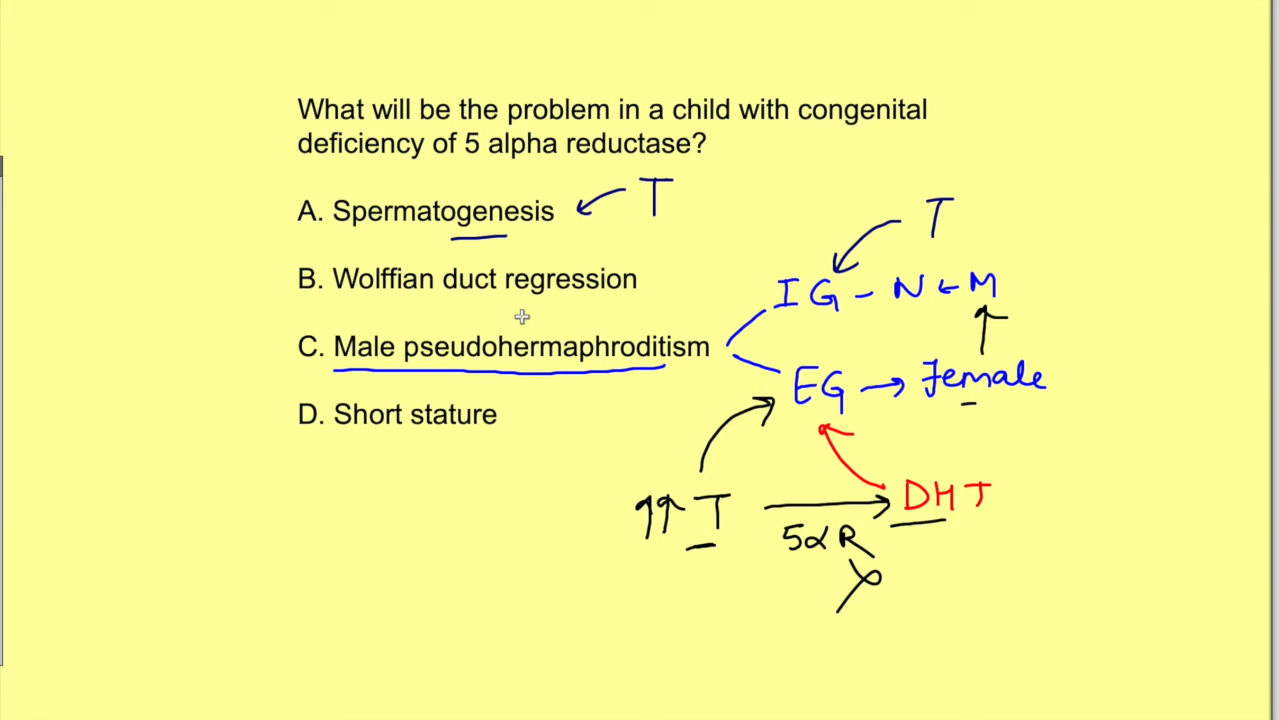 What will be the problem in a child with congenital
deficiency of 5 alpha reductase?
A. Spermatogenesis
T
T
B. Wolffian duct regression
IG - N ← M
C. Male pseudohermaphroditism
EG → Female
D. Short stature
↑↑ T → DHT
5αR